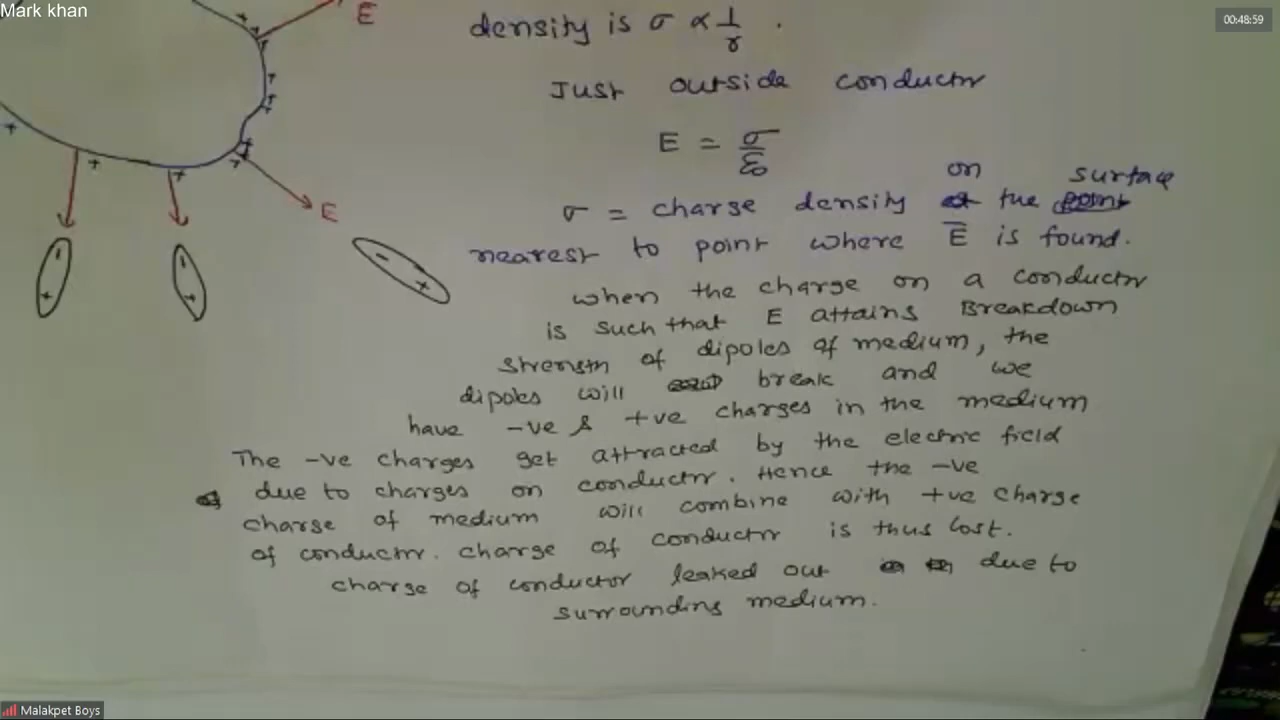 Mark khan
00:48:59
E
density is σ ∝ 1/r .
Just outside conductor
E = σ/ε0
on surface
σ = charge density the
nearest to point where E is found.
E
when the charge on a conductor
is such that E attains Breakdown
strength of dipoles of medium, the
dipoles will break and we
have -ve & +ve charges in the medium
The -ve charges get attracted by the electric field
due to charges on conductor. Hence the -ve
charge of medium will combine with +ve charge
of conductor. charge of conductor is thus lost.
charge of conductor leaked out due to
surrounding medium.
Malakpet Boys